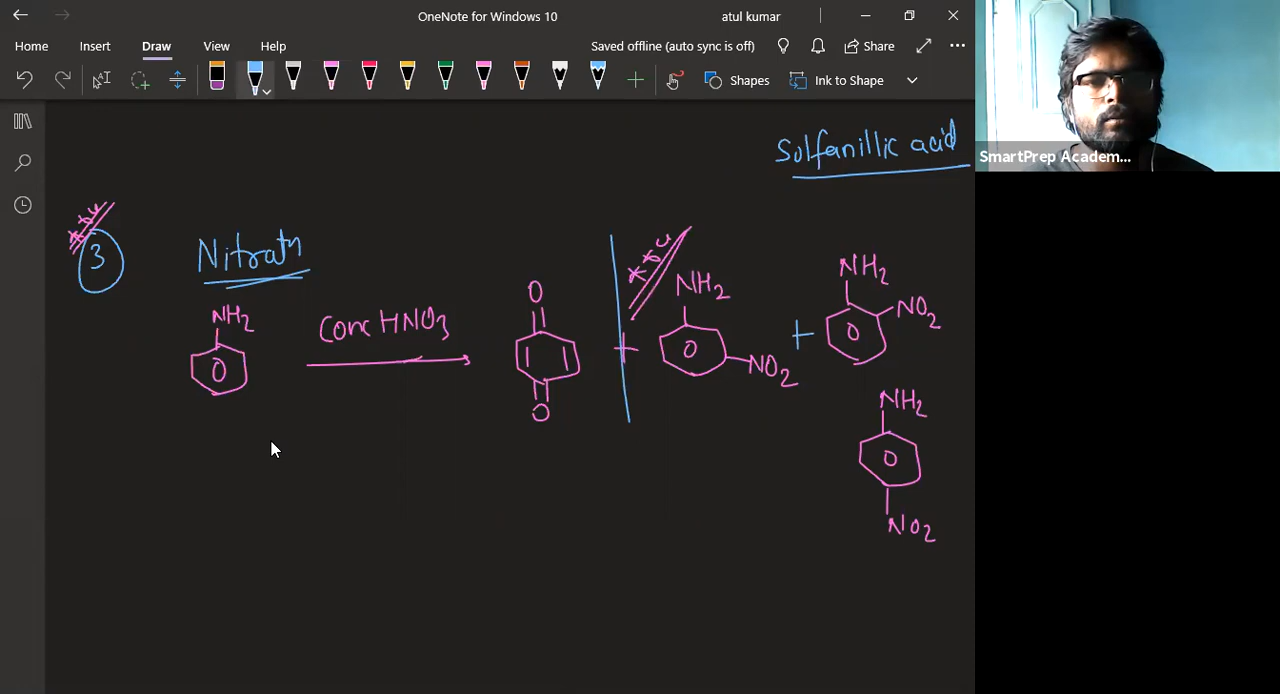 OneNote for Windows 10
atul kumar
Home Insert Draw View Help
Saved offline (auto sync is off)
Share
Shapes
Ink to Shape
SmartPrep Academ...
Sulfanillic acid
3
Nitratn
NH2
Conc HNO3
O
O
+
NH2
NO2
+
NH2
NO2
NH2
NO2